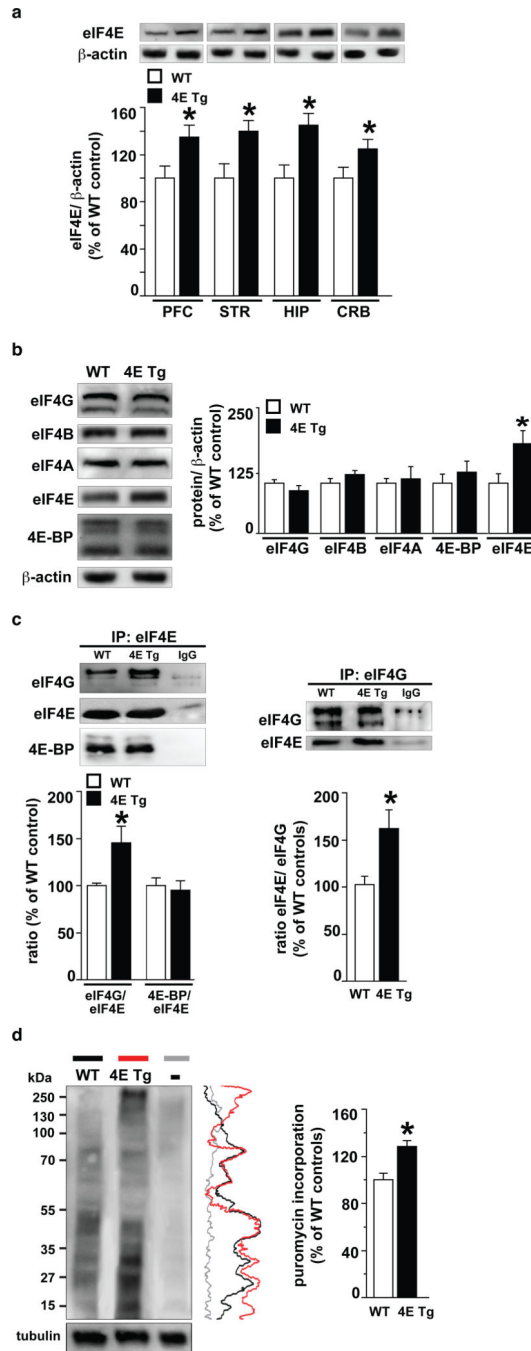 a
eIF4E
β-actin
WT
4E Tg
eIF4E/ β-actin
(% of WT control)
160
120
80
40
0
* * * *
PFC STR HIP CRB
b
WT 4E Tg
eIF4G
eIF4B
eIF4A
eIF4E
4E-BP
β-actin
WT
4E Tg
protein/ β-actin
(% of WT control)
250
125
0
*
eIF4G eIF4B eIF4A 4E-BP eIF4E
c
IP: eIF4E
WT 4E Tg IgG
eIF4G
eIF4E
4E-BP
WT
4E Tg
ratio (% of WT control)
200
150
100
50
0
*
eIF4G/ 4E-BP/
eIF4E eIF4E
IP: eIF4G
WT 4E Tg IgG
eIF4G
eIF4E
ratio eIF4E/ eIF4G
(% of WT controls)
200
150
100
50
0
*
WT 4E Tg
d
kDa WT 4E Tg -
250
130
100
70
55
35
27
15
tubulin
puromycin incorporation
(% of WT controls)
160
120
80
40
0
*
WT 4E Tg